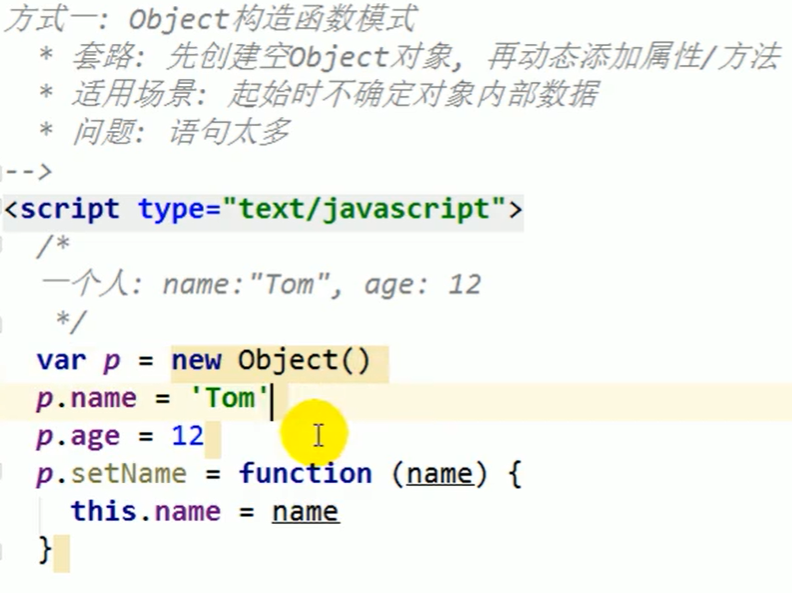 方式一: Object构造函数模式
* 套路: 先创建空Object对象, 再动态添加属性/方法
* 适用场景: 起始时不确定对象内部数据
* 问题: 语句太多
-->
<script type="text/javascript">
/*
一个人: name:"Tom", age: 12
*/
var p = new Object()
p.name = 'Tom'
p.age = 12
p.setName = function (name) {
this.name = name
}